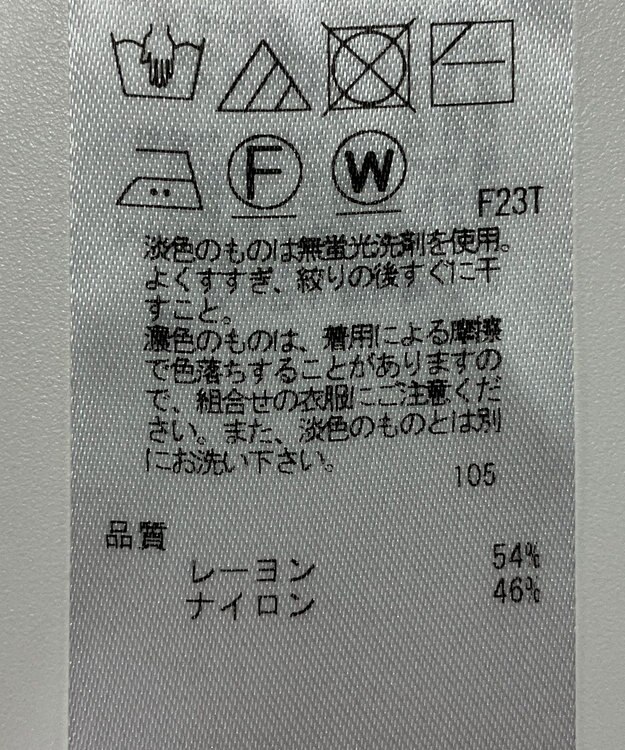 F W
F23T
淡色のものは無蛍光洗剤を使用。
よくすすぎ、絞りの後すぐに干
すこと。
濃色のものは、着用による摩擦
で色落ちすることがありますの
で、組合せの衣服にご注意くだ
さい。また、淡色のものとは別
にお洗い下さい。
105
品質
レーヨン 54%
ナイロン 46%